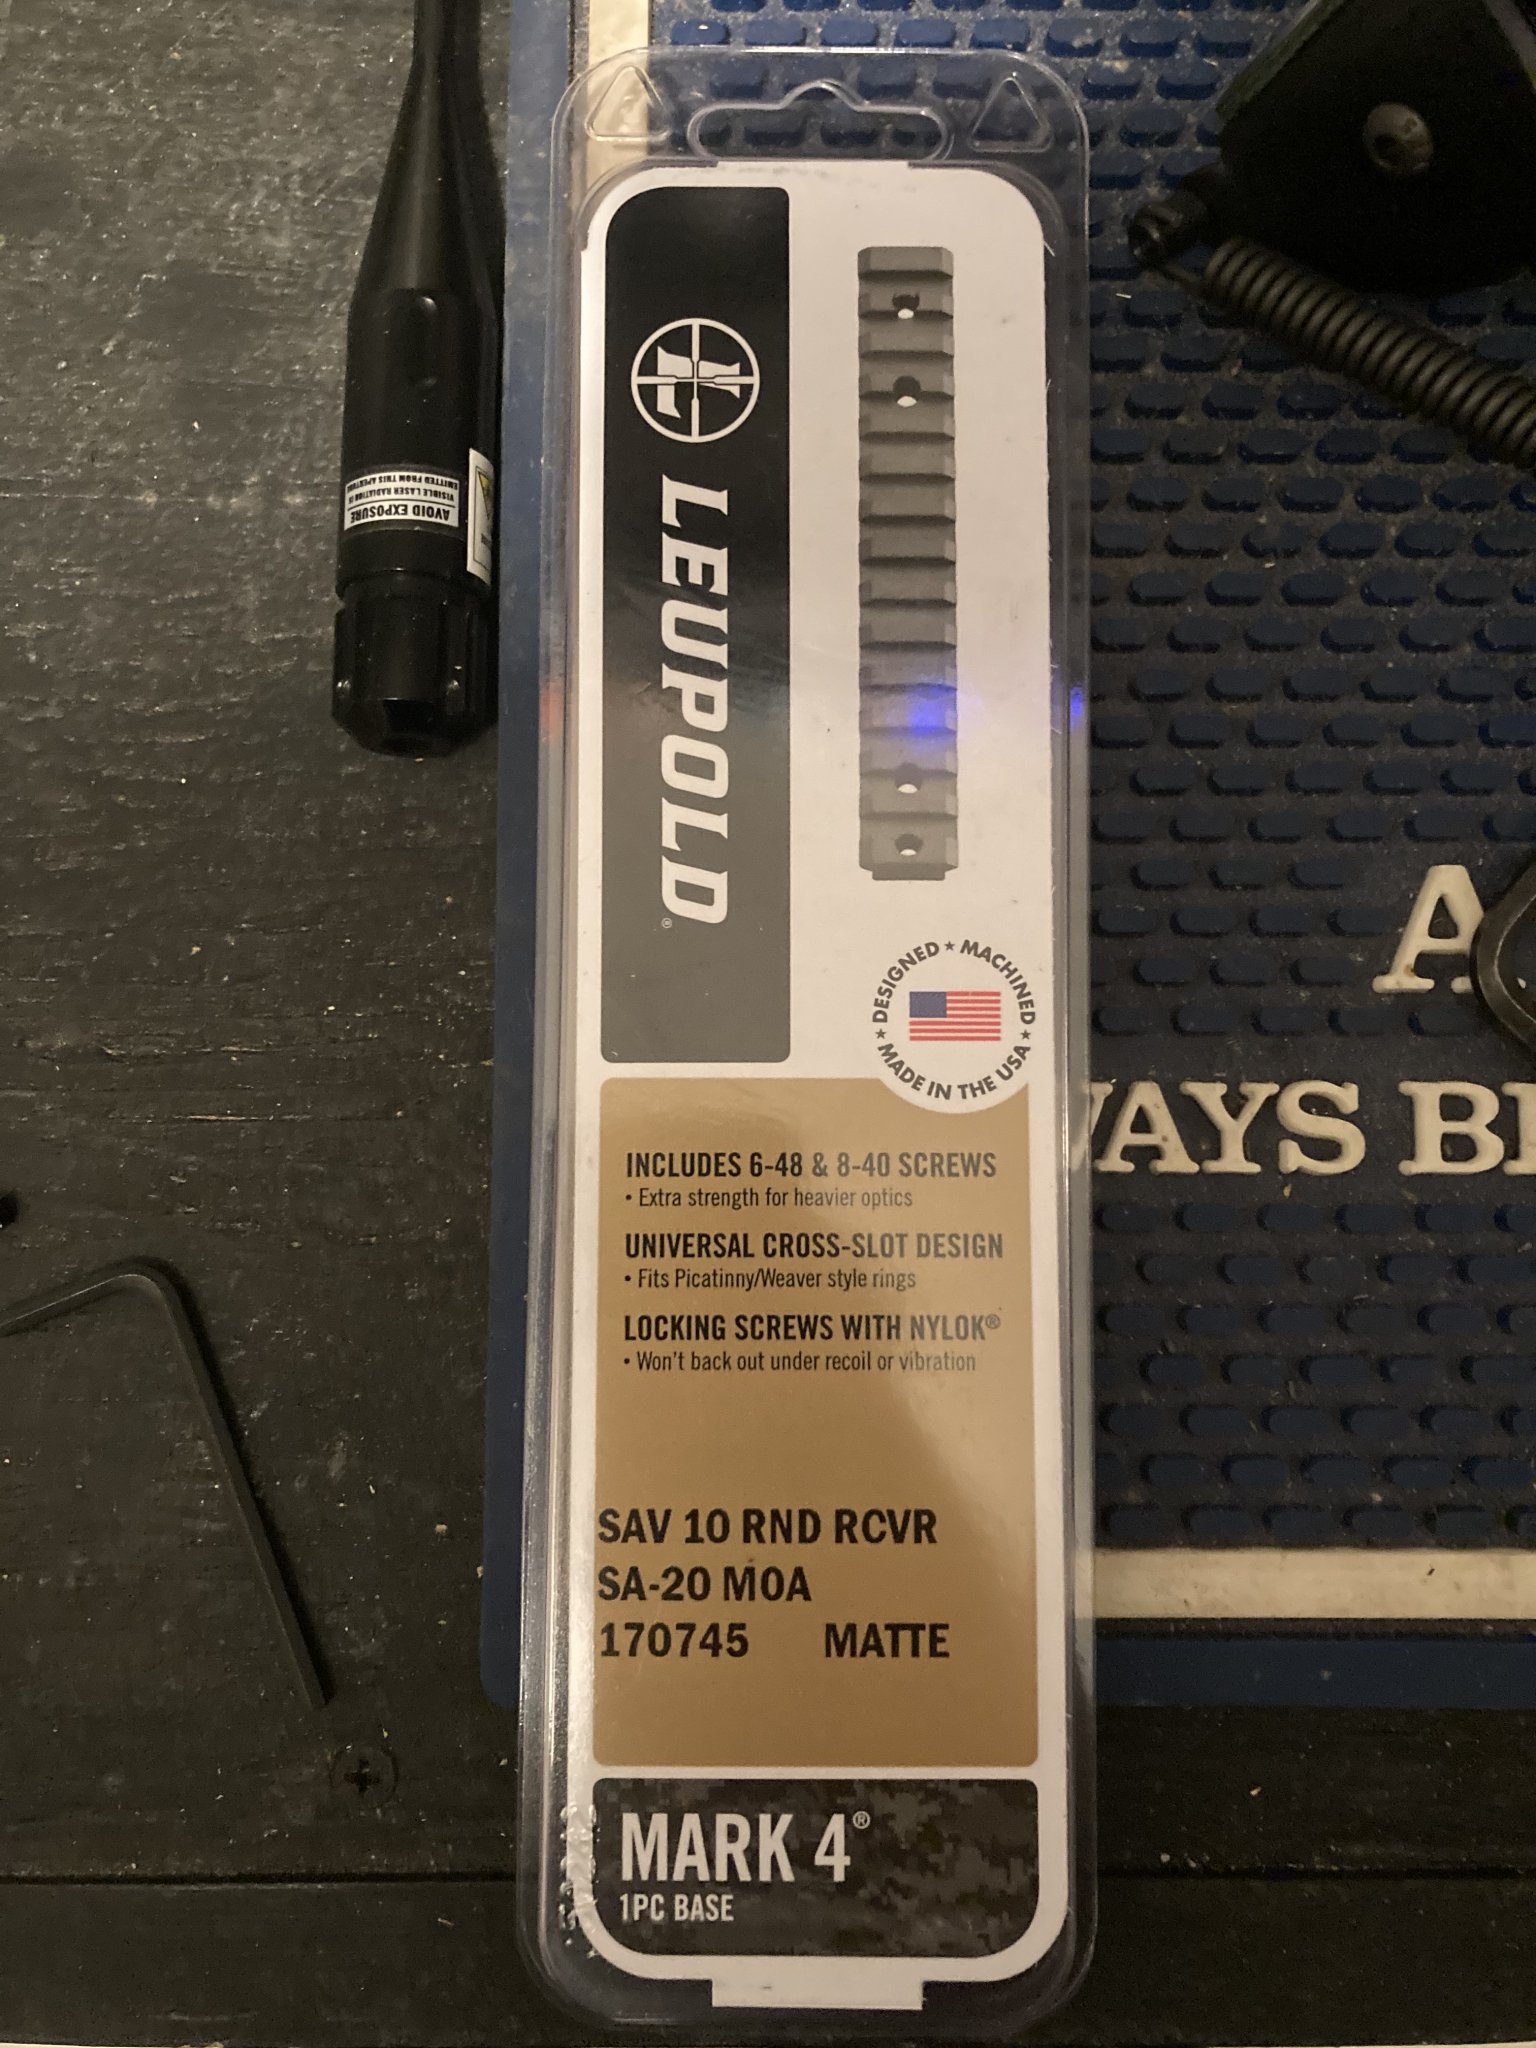 LEUPOLD®
DESIGNED ★ MACHINED ★
MADE IN THE USA ★
INCLUDES 6-48 & 8-40 SCREWS
• Extra strength for heavier optics
UNIVERSAL CROSS-SLOT DESIGN
• Fits Picatinny/Weaver style rings
LOCKING SCREWS WITH NYLOK®
• Won't back out under recoil or vibration
SAV 10 RND RCVR
SA-20 MOA
170745 MATTE
MARK 4®
1PC BASE
AVOID EXPOSURE
VISIBLE LASER RADIATION IS
EMITTED FROM THIS APERTURE
A
WAYS BE